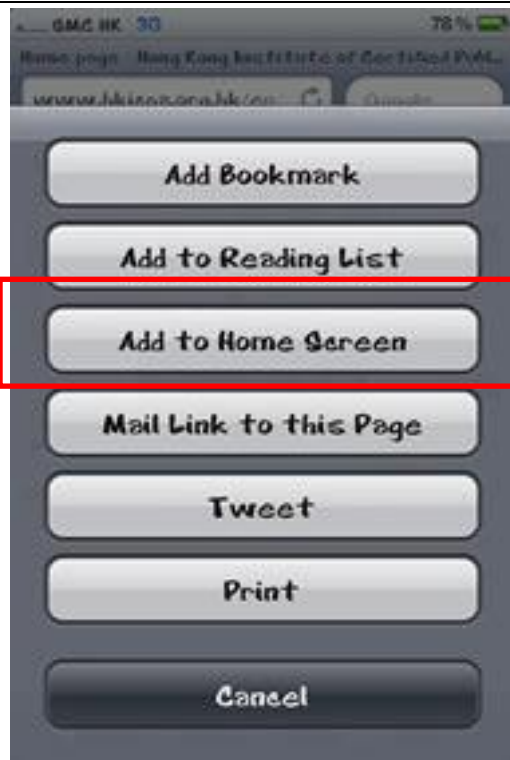 GMC HK 3G 78%
Home page Hong Kong Institute of Certified Publ...
Add Bookmark
Add to Reading List
Add to Home Screen
Mail Link to this Page
Tweet
Print
Cancel